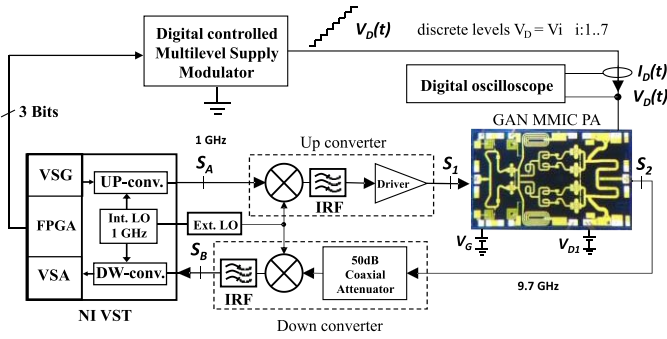 Digital controlled
Multilevel Supply
Modulator
V_D(t)
discrete levels V_D = Vi i:1..7
I_D(t)
Digital oscilloscope
V_D(t)
3 Bits
GAN MMIC PA
1 GHz
Up converter
VSG
UP-conv.
S_A
IRF
Driver
S_1
S_2
FPGA
Int. LO
1 GHz
Ext. LO
V_G
V_D1
VSA
DW-conv.
S_B
IRF
50dB
Coaxial
Attenuator
9.7 GHz
NI VST
Down converter